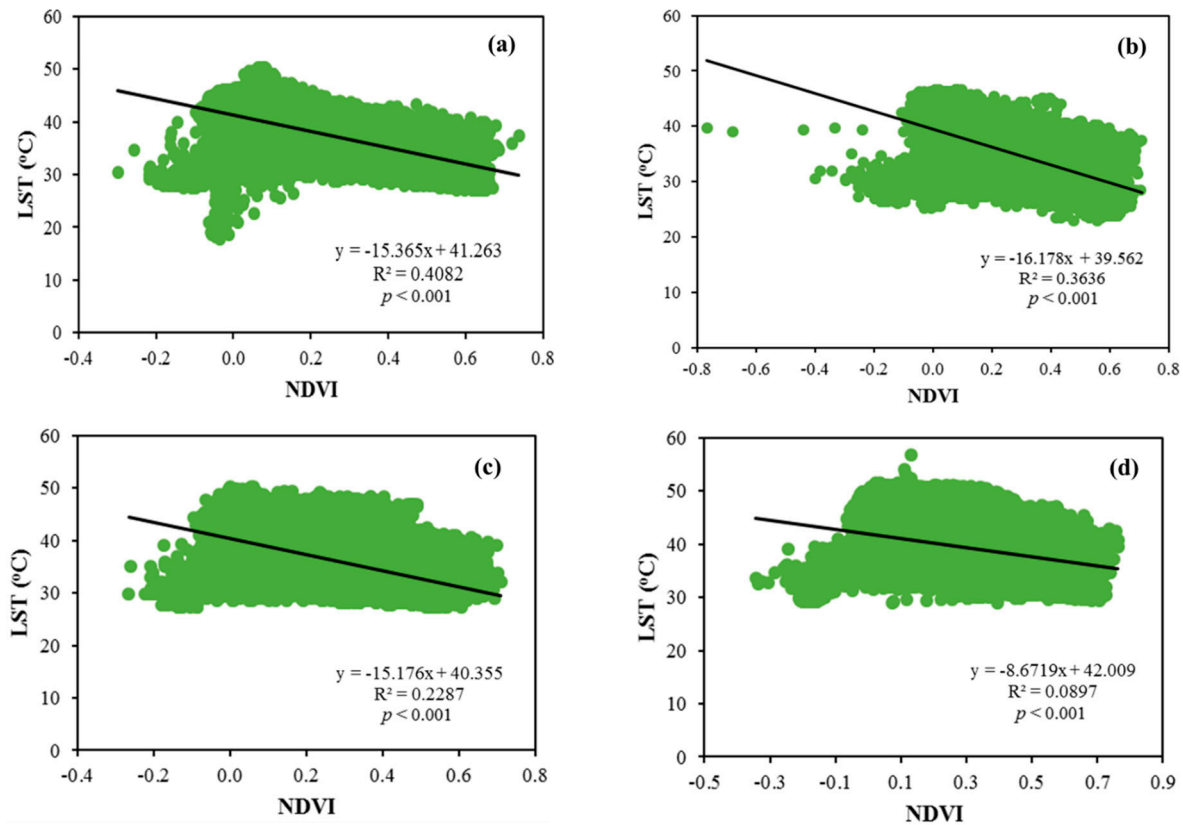 (a)
60
50
40
30
20
10
0
LST (°C)
y = -15.365x + 41.263
R² = 0.4082
p < 0.001
-0.4 -0.2 0.0 0.2 0.4 0.6 0.8
NDVI
(b)
60
50
40
30
20
10
0
LST (°C)
y = -16.178x + 39.562
R² = 0.3636
p < 0.001
-0.8 -0.6 -0.4 -0.2 0.0 0.2 0.4 0.6 0.8
NDVI
(c)
60
50
40
30
20
10
0
LST (°C)
y = -15.176x + 40.355
R² = 0.2287
p < 0.001
-0.4 -0.2 0.0 0.2 0.4 0.6 0.8
NDVI
(d)
60
50
40
30
20
10
0
LST (°C)
y = -8.6719x + 42.009
R² = 0.0897
p < 0.001
-0.5 -0.3 -0.1 0.1 0.3 0.5 0.7 0.9
NDVI